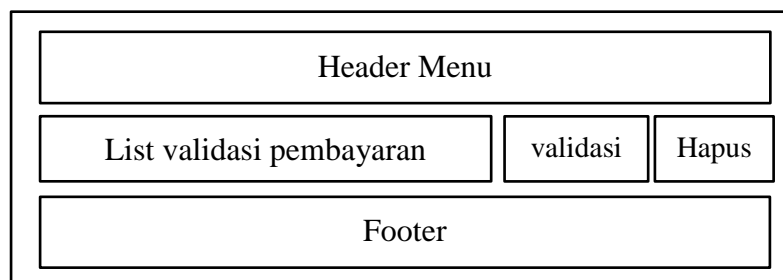 Header Menu
List validasi pembayaran
validasi
Hapus
Footer